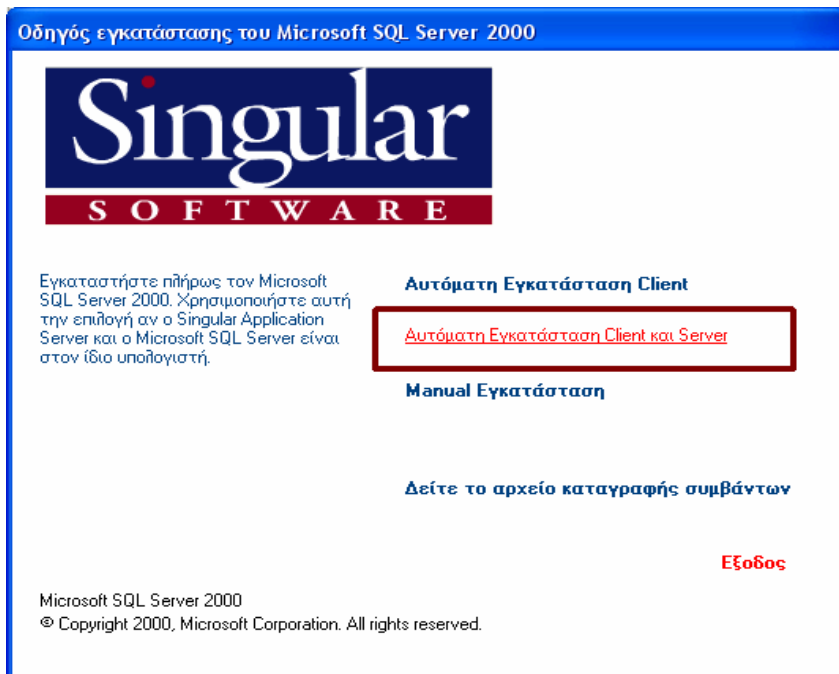 Οδηγός εγκατάστασης του Microsoft SQL Server 2000
Singular
SOFTWARE
Εγκαταστήστε πλήρως τον Microsoft
SQL Server 2000. Χρησιμοποιήστε αυτή
την επιλογή αν ο Singular Application
Server και ο Microsoft SQL Server είναι
στον ίδιο υπολογιστή.
Αυτόματη Εγκατάσταση Client
Αυτόματη Εγκατάσταση Client και Server
Manual Εγκατάσταση
Δείτε το αρχείο καταγραφής συμβάντων
Εξοδος
Microsoft SQL Server 2000
© Copyright 2000, Microsoft Corporation. All rights reserved.